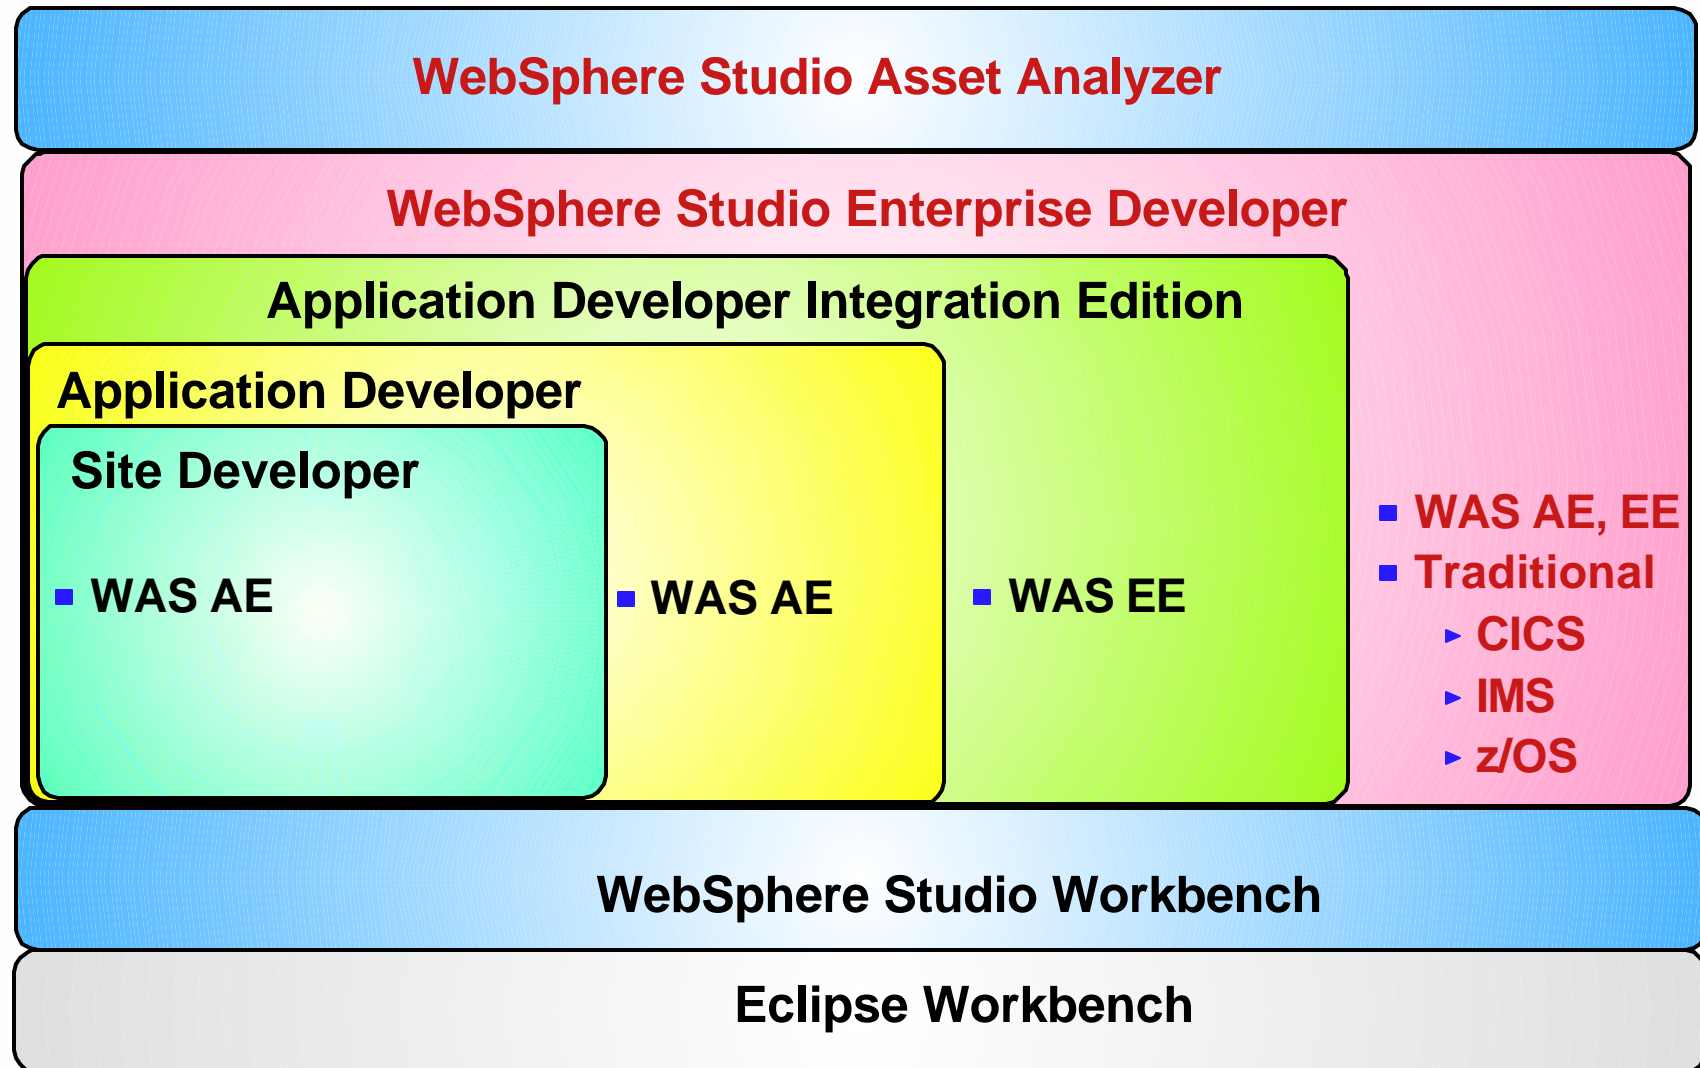 WebSphere Studio Asset Analyzer
WebSphere Studio Enterprise Developer
Application Developer Integration Edition
Application Developer
Site Developer
WAS AE
WAS AE
WAS EE
WAS AE, EE
Traditional
CICS
IMS
z/OS
WebSphere Studio Workbench
Eclipse Workbench